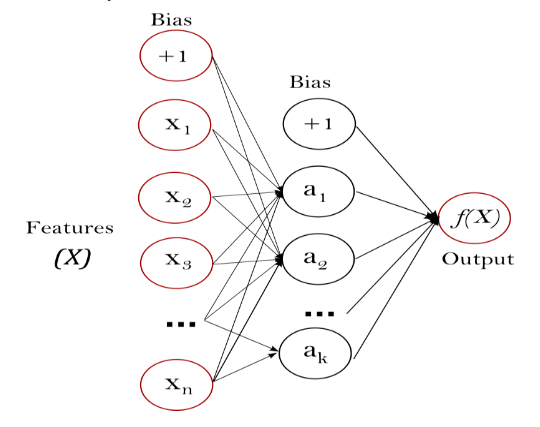 Bias
+1
x1
x2
Features
(X)
x3
...
xn
Bias
+1
a1
a2
...
ak
f(X)
Output